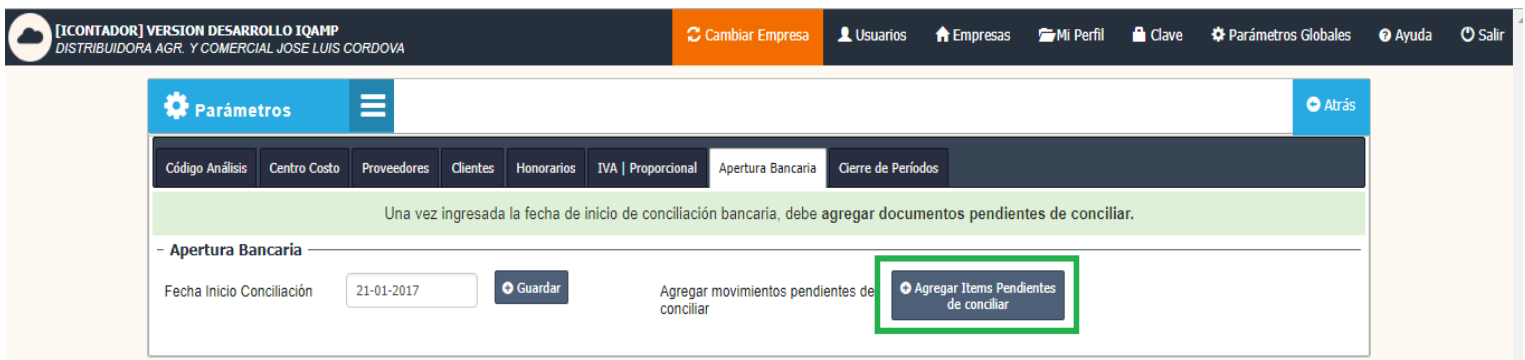 [ICONTADOR] VERSION DESARROLLO IQAMP
DISTRIBUIDORA AGR. Y COMERCIAL JOSE LUIS CORDOVA
Cambiar Empresa Usuarios Empresas Mi Perfil Clave Parámetros Globales Ayuda Salir
Parámetros Atrás
Código Análisis Centro Costo Proveedores Clientes Honorarios IVA | Proporcional Apertura Bancaria Cierre de Períodos
Una vez ingresada la fecha de inicio de conciliación bancaria, debe agregar documentos pendientes de conciliar.
Apertura Bancaria
Fecha Inicio Conciliación 21-01-2017 Guardar
Agregar movimientos pendientes de
conciliar
Agregar Items Pendientes
de conciliar